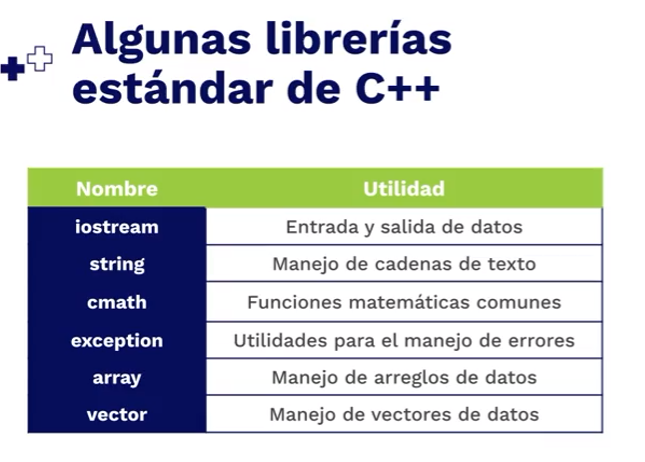 Algunas librerías
estándar de C++
Nombre Utilidad
iostream Entrada y salida de datos
string Manejo de cadenas de texto
cmath Funciones matemáticas comunes
exception Utilidades para el manejo de errores
array Manejo de arreglos de datos
vector Manejo de vectores de datos